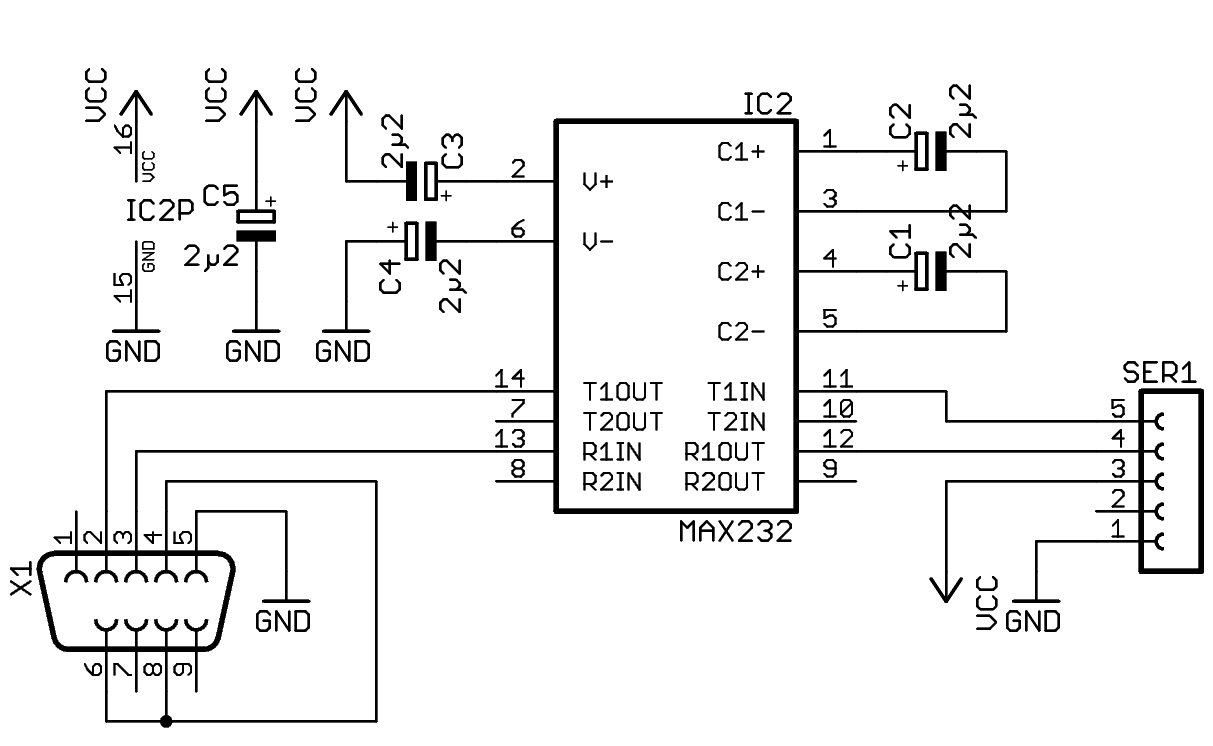 VCC
VCC
VCC
16
VCC
IC2P
GND
15
GND
C5
+
2µ2
GND
2µ2
C3
+
+
C4
2µ2
GND
2
6
IC2
V+
V-
C1+
C1-
C2+
C2-
1
3
4
5
C2
2µ2
+
C1
2µ2
+
14
T1OUT
T1IN
11
7
T2OUT
T2IN
10
13
R1IN
R1OUT
12
8
R2IN
R2OUT
9
MAX232
SER1
5
4
3
2
1
VCC
GND
X1
1
2
3
4
5
GND
6
7
8
9